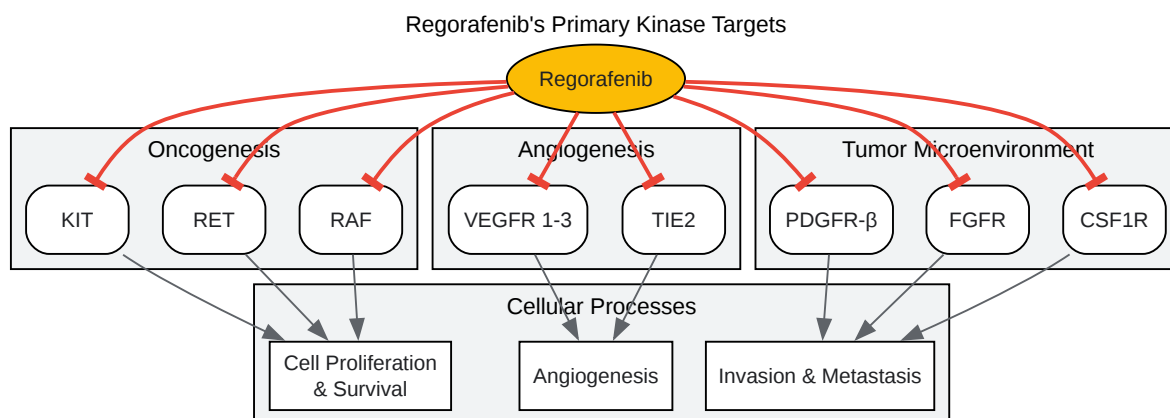 Regorafenib's Primary Kinase Targets
Regorafenib
Oncogenesis
Angiogenesis
Tumor Microenvironment
KIT
RET
RAF
VEGFR 1-3
TIE2
PDGFR-β
FGFR
CSF1R
Cellular Processes
Cell Proliferation
& Survival
Angiogenesis
Invasion & Metastasis